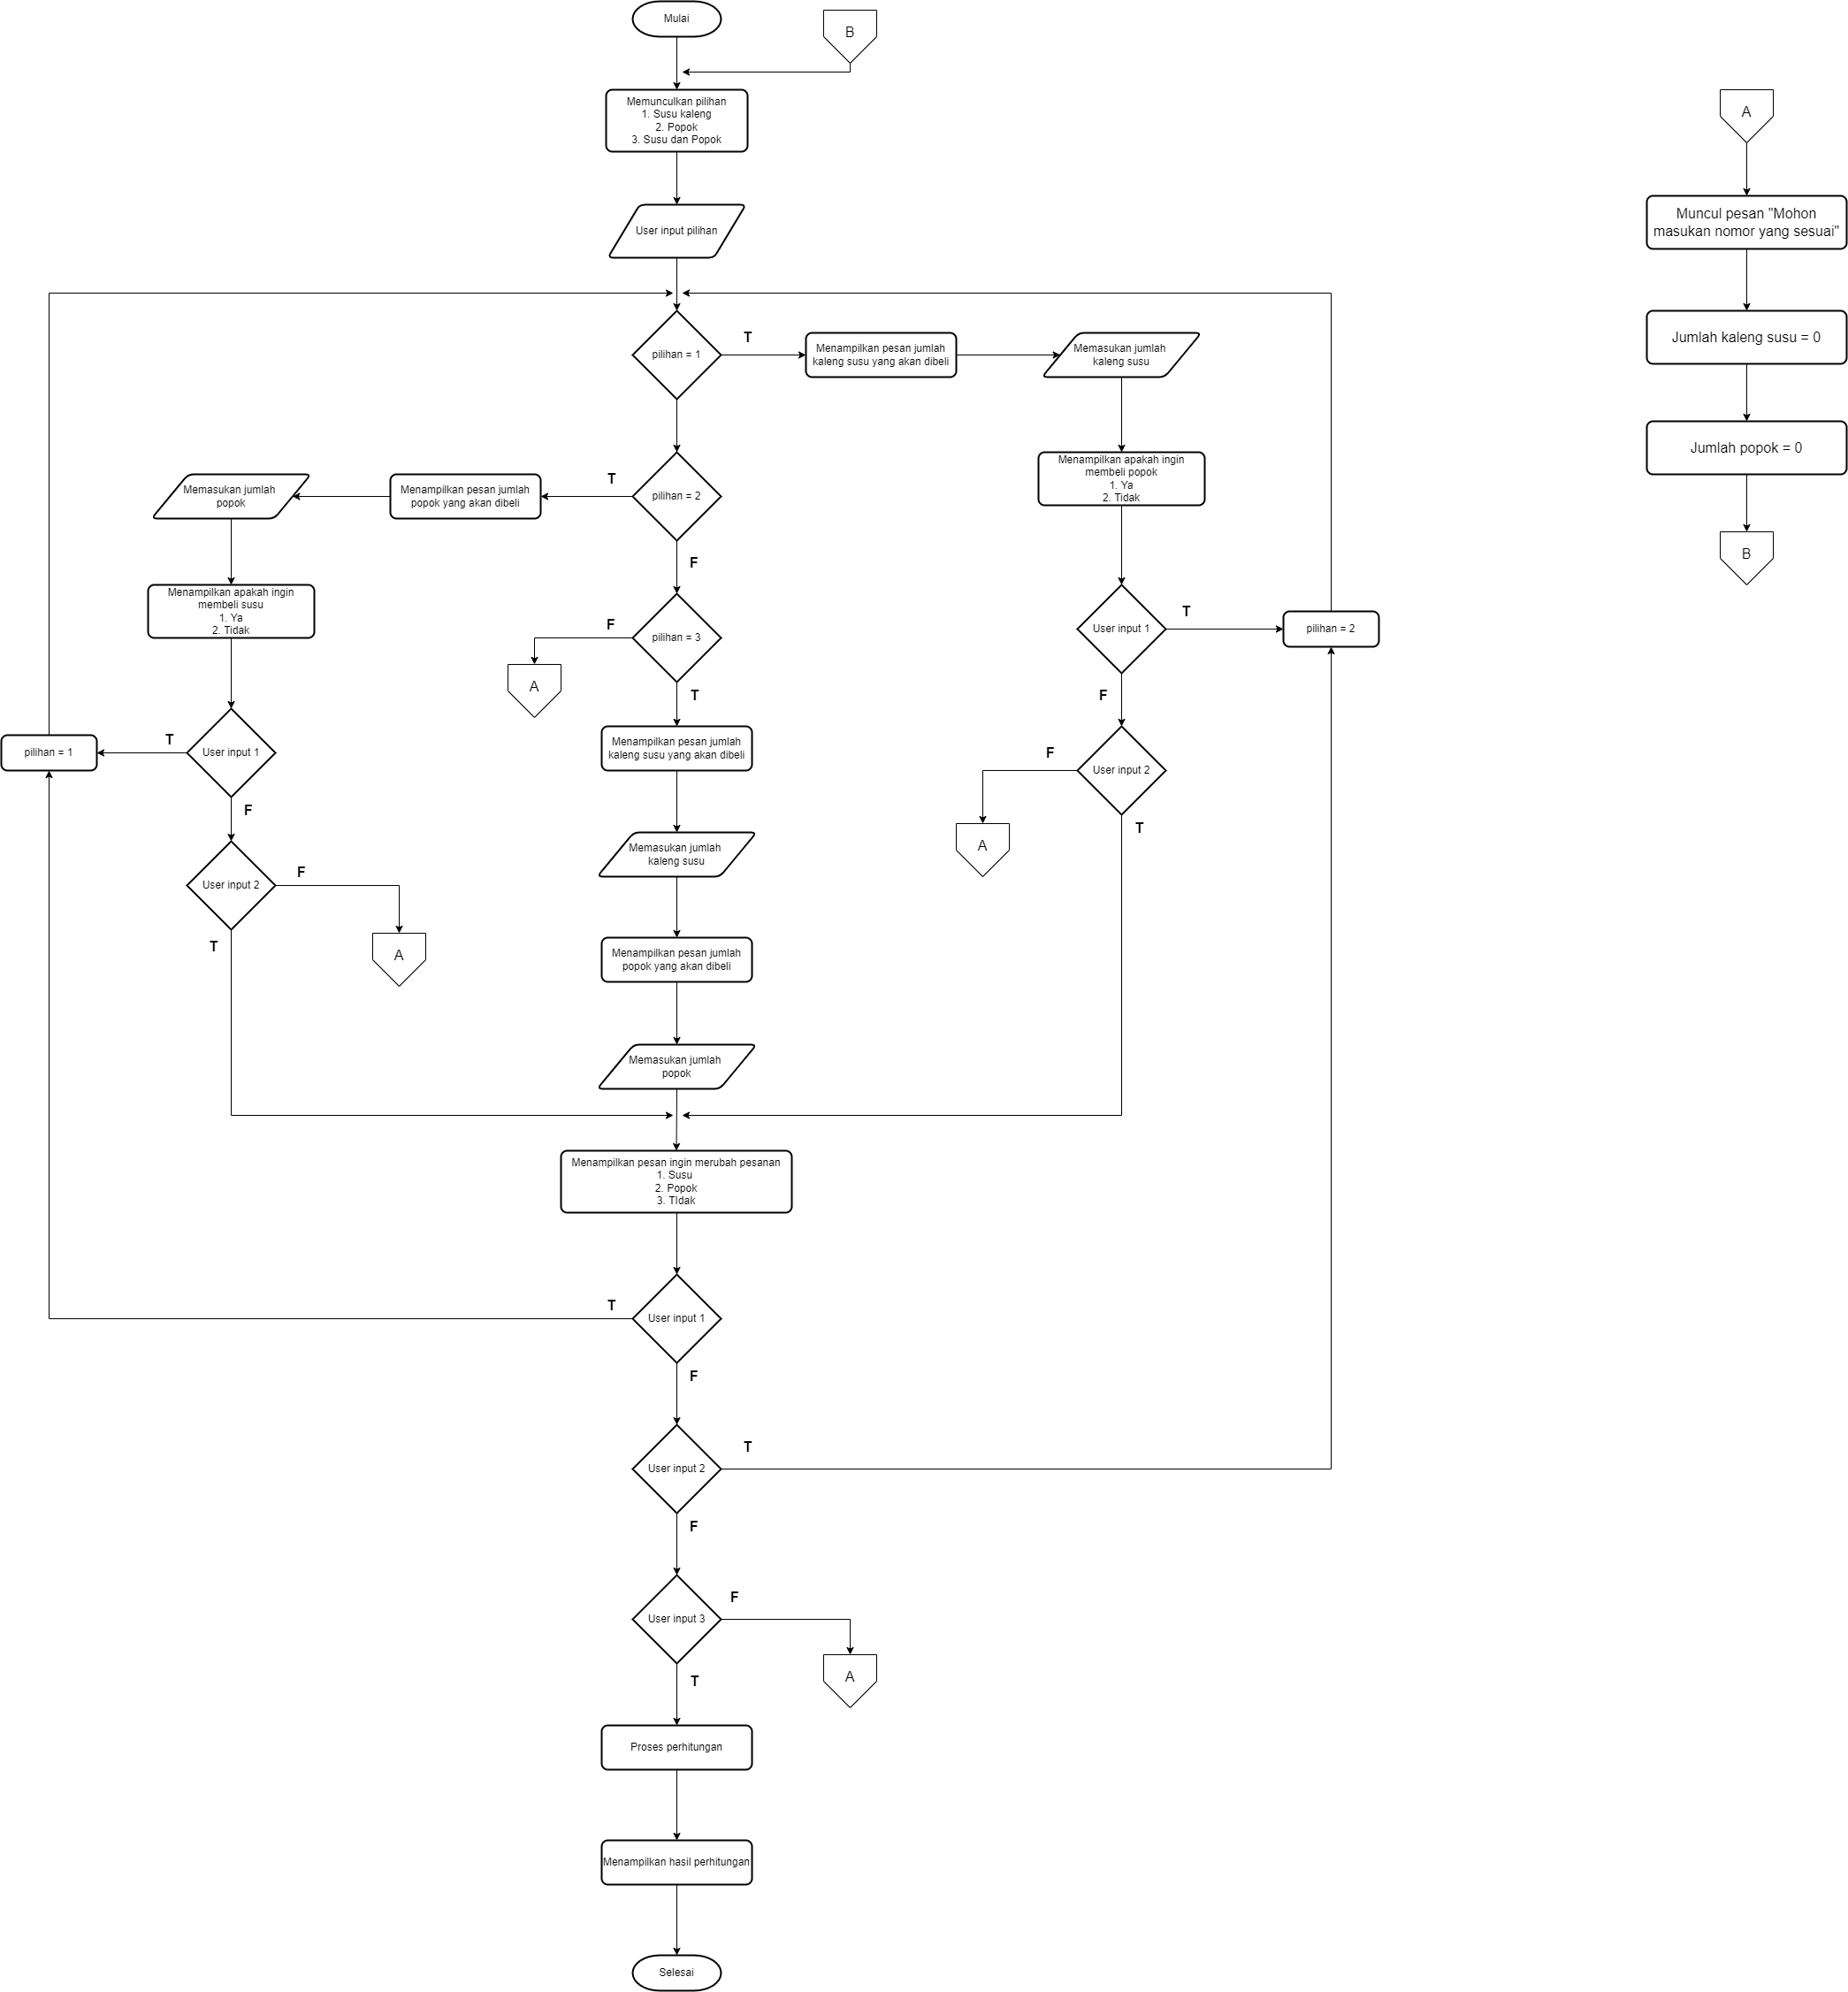 Mulai
B
Memunculkan pilihan
1. Susu kaleng
2. Popok
3. Susu dan Popok
A
User input pilihan
Muncul pesan "Mohon
masukan nomor yang sesuai"
Jumlah kaleng susu = 0
Jumlah popok = 0
B
pilihan = 1
T
Menampilkan pesan jumlah
kaleng susu yang akan dibeli
Memasukan jumlah
kaleng susu
Menampilkan apakah ingin
membeli popok
1. Ya
2. Tidak
pilihan = 2
T
Menampilkan pesan jumlah
popok yang akan dibeli
Memasukan jumlah
popok
F
Menampilkan apakah ingin
membeli susu
1. Ya
2. Tidak
pilihan = 3
F
A
T
User input 1
T
pilihan = 2
F
User input 2
F
A
T
User input 1
T
pilihan = 1
F
User input 2
F
A
T
Menampilkan pesan jumlah
kaleng susu yang akan dibeli
Memasukan jumlah
kaleng susu
Menampilkan pesan jumlah
popok yang akan dibeli
Memasukan jumlah
popok
Menampilkan pesan ingin merubah pesanan
1. Susu
2. Popok
3. TIdak
T
User input 1
F
User input 2
T
F
User input 3
F
A
T
Proses perhitungan
Menampilkan hasil perhitungan
Selesai